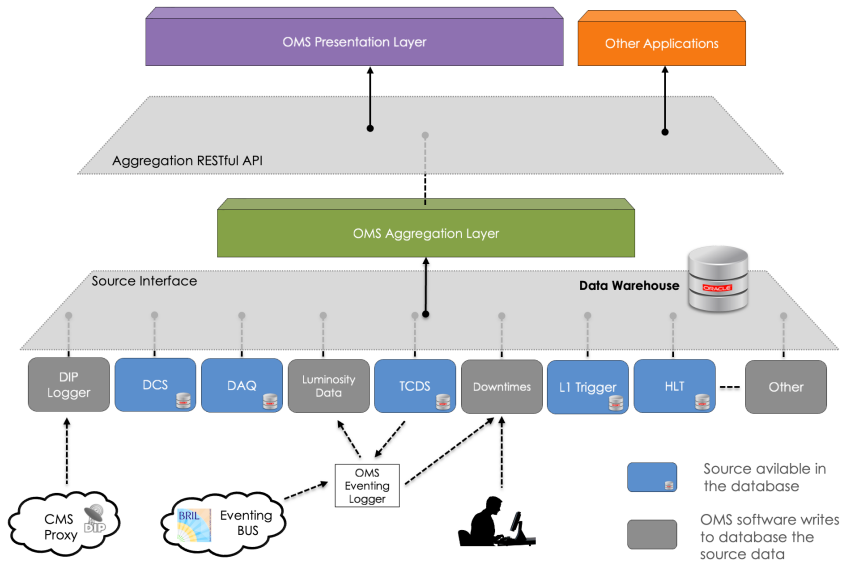 OMS Presentation Layer
Other Applications
Aggregation RESTful API
OMS Aggregation Layer
Source Interface
Data Warehouse
ORACLE
DIP
Logger
DCS
DAQ
Luminosity
Data
TCDS
Downtimes
L1 Trigger
HLT
Other
OMS
Eventing
Logger
CMS
Proxy
DIP
BRIL
Eventing
BUS
Source avilable in
the database
OMS software writes
to database the
source data